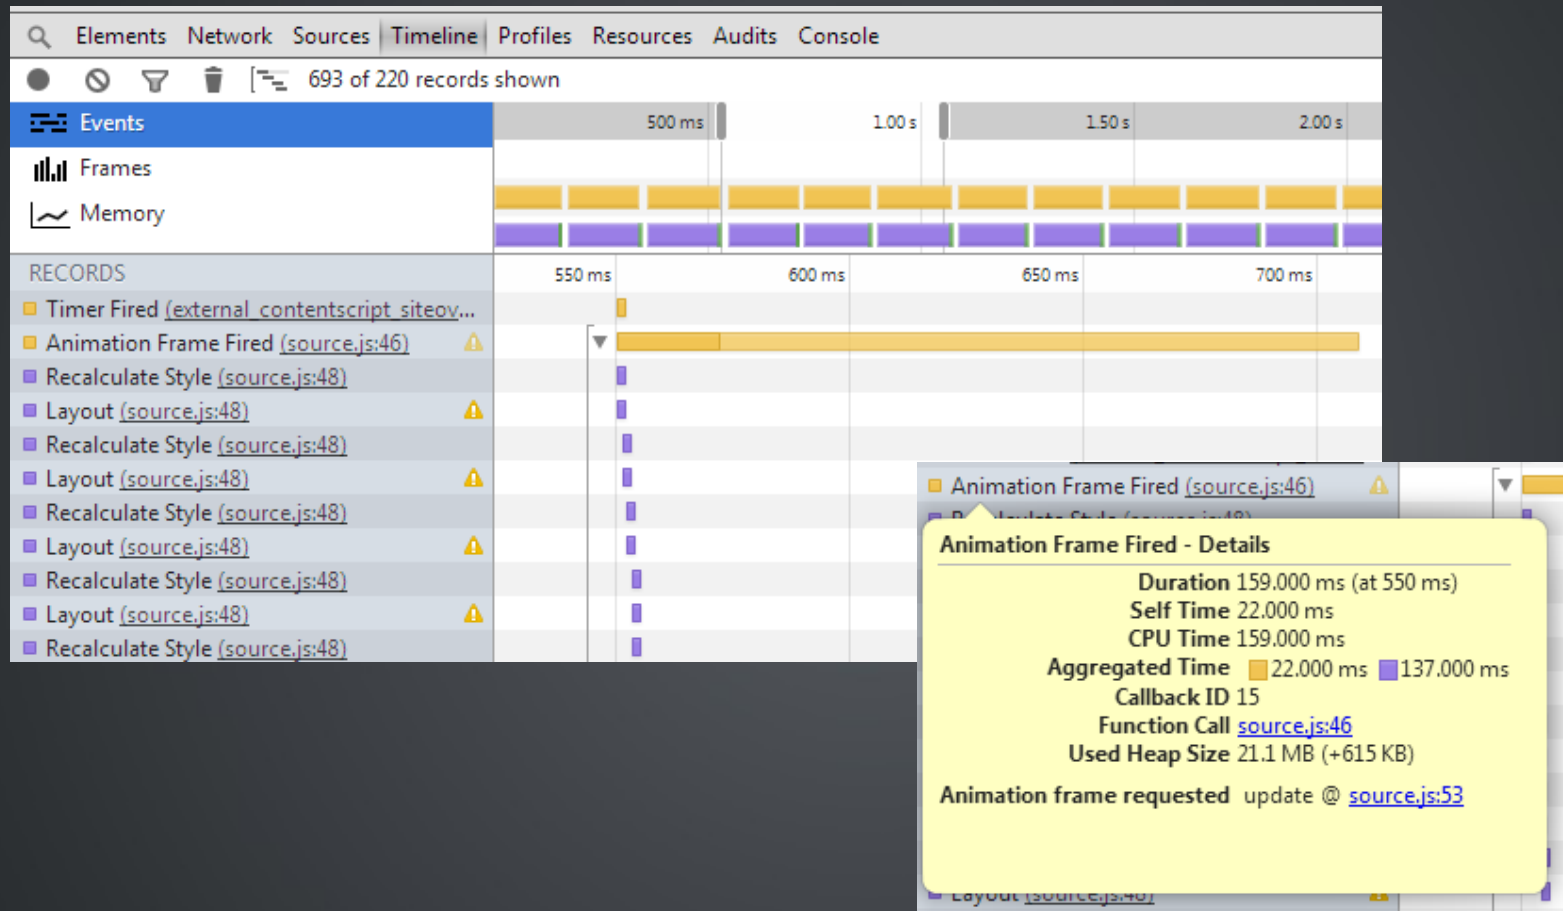 Elements Network Sources Timeline Profiles Resources Audits Console
693 of 220 records shown
Events
500 ms 1.00 s 1.50 s 2.00 s
Frames
Memory
RECORDS
550 ms 600 ms 650 ms 700 ms
Timer Fired (external_contentscript_siteov...
Animation Frame Fired (source.js:46)
Recalculate Style (source.js:48)
Layout (source.js:48)
Recalculate Style (source.js:48)
Layout (source.js:48)
Recalculate Style (source.js:48)
Layout (source.js:48)
Recalculate Style (source.js:48)
Layout (source.js:48)
Recalculate Style (source.js:48)
Animation Frame Fired (source.js:46)
Animation Frame Fired - Details
Duration 159.000 ms (at 550 ms)
Self Time 22.000 ms
CPU Time 159.000 ms
Aggregated Time 22.000 ms 137.000 ms
Callback ID 15
Function Call source.js:46
Used Heap Size 21.1 MB (+615 KB)
Animation frame requested update @ source.js:53
Layout (source.js:48)